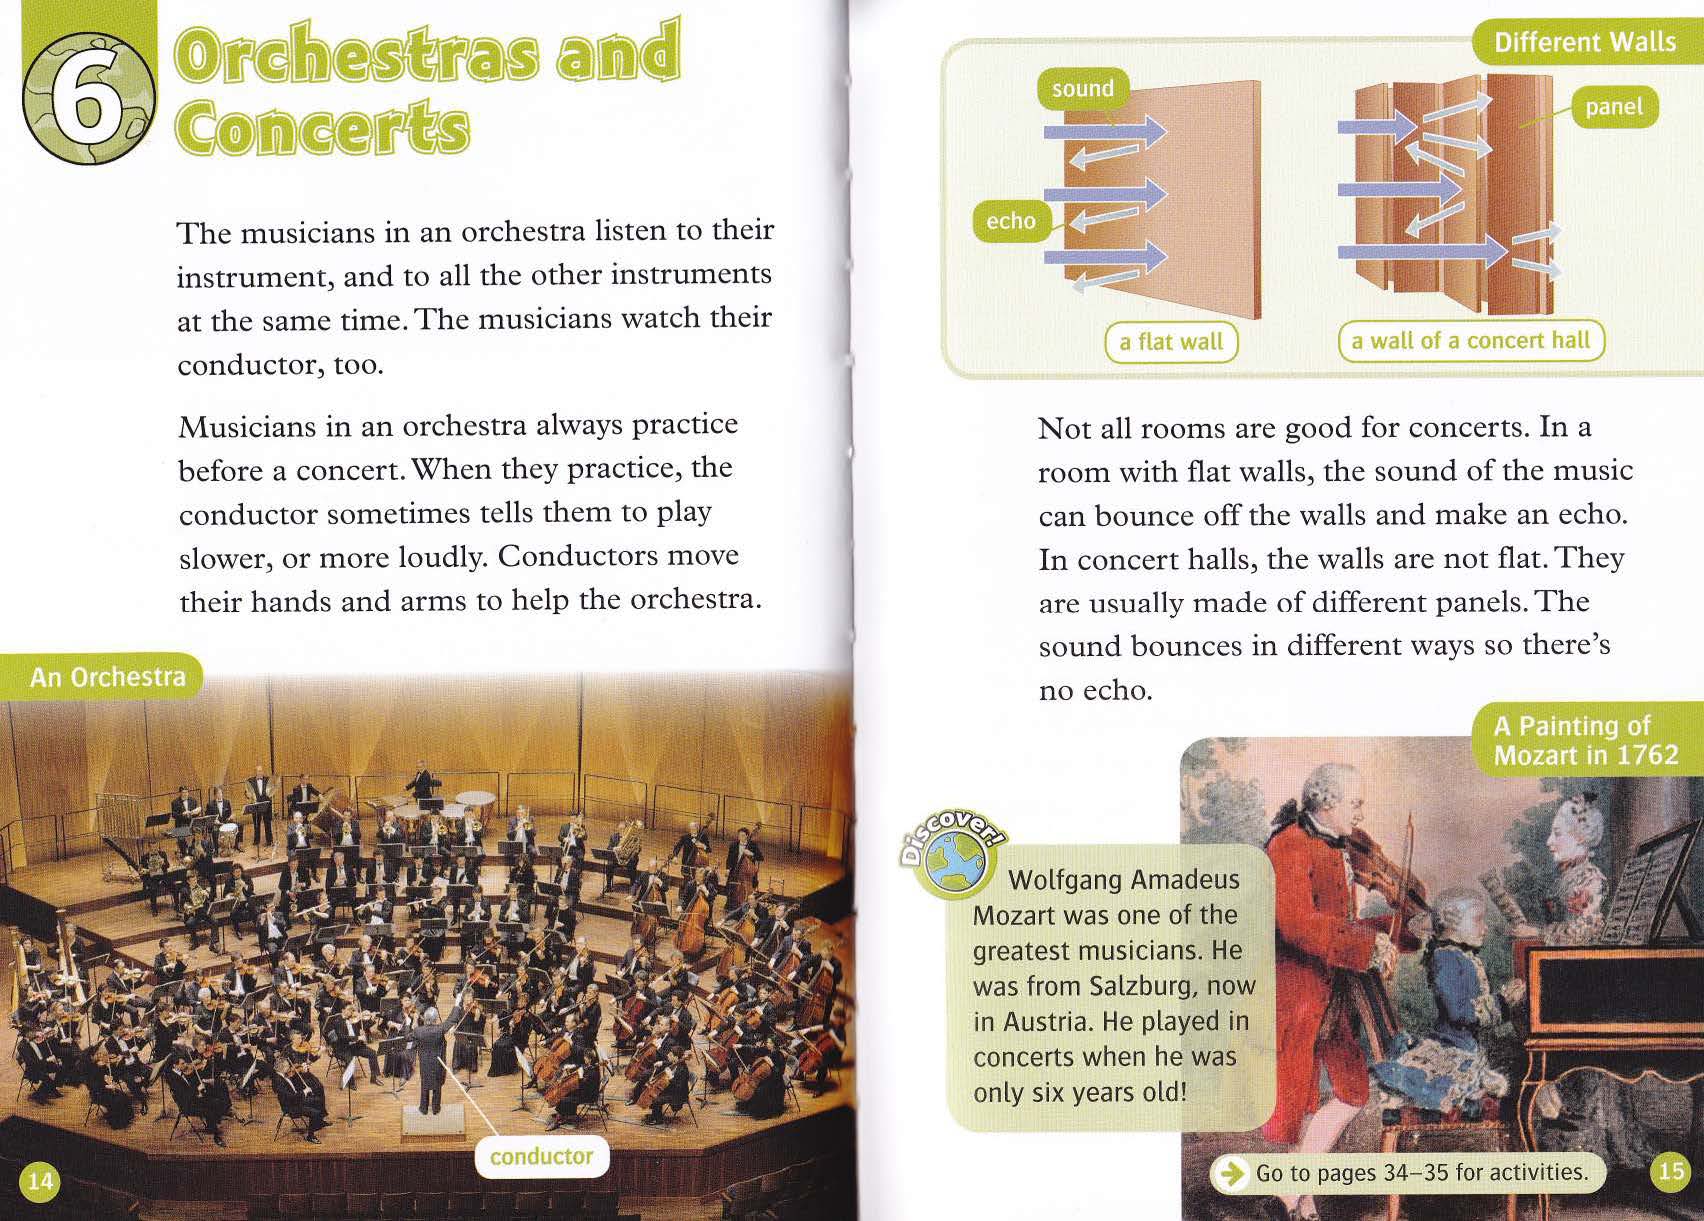 6
Orchestras and
Concerts
The musicians in an orchestra listen to their
instrument, and to all the other instruments
at the same time. The musicians watch their
conductor, too.
Musicians in an orchestra always practice
before a concert. When they practice, the
conductor sometimes tells them to play
slower, or more loudly. Conductors move
their hands and arms to help the orchestra.
An Orchestra
conductor
14
Different Walls
sound
panel
echo
a flat wall
a wall of a concert hall
Not all rooms are good for concerts. In a
room with flat walls, the sound of the music
can bounce off the walls and make an echo.
In concert halls, the walls are not flat. They
are usually made of different panels. The
sound bounces in different ways so there's
no echo.
A Painting of
Mozart in 1762
Discover!
Wolfgang Amadeus
Mozart was one of the
greatest musicians. He
was from Salzburg, now
in Austria. He played in
concerts when he was
only six years old!
Go to pages 34–35 for activities.
15